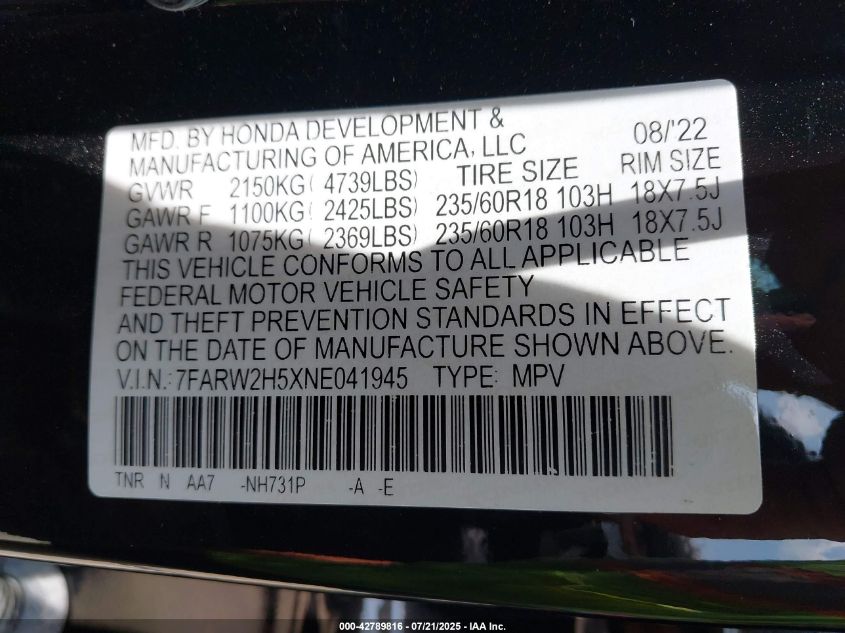 MFD. BY HONDA DEVELOPMENT & 08/'22
MANUFACTURING OF AMERICA, LLC
TIRE SIZE RIM SIZE
GVWR 2150KG( 4739LBS)
GAWR F 1100KG( 2425LBS) 235/60R18 103H 18X7.5J
GAWR R 1075KG( 2369LBS) 235/60R18 103H 18X7.5J
THIS VEHICLE CONFORMS TO ALL APPLICABLE
FEDERAL MOTOR VEHICLE SAFETY
AND THEFT PREVENTION STANDARDS IN EFFECT
ON THE DATE OF MANUFACTURE SHOWN ABOVE.
V.I.N.: 7FARW2H5XNE041945 TYPE: MPV
TNR N AA7 -NH731P -A -E
000-42789816 - 07/21/2025 - IAA Inc.